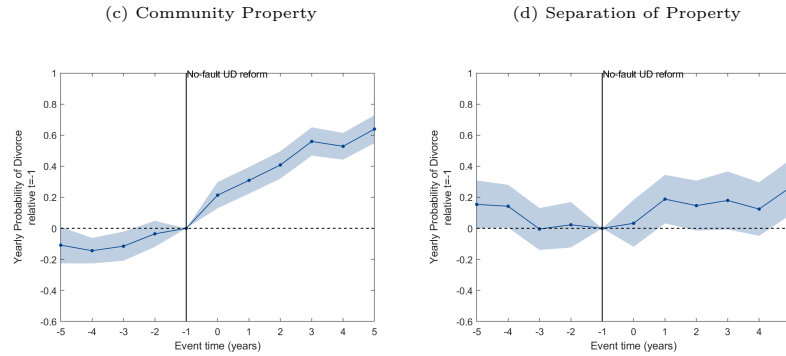 (c) Community Property
No-fault UD reform
1
0.8
0.6
0.4
0.2
0
-0.2
-0.4
-0.6
Yearly Probability of Divorce
relative t=-1
-5 -4 -3 -2 -1 0 1 2 3 4 5
Event time (years)
(d) Separation of Property
No-fault UD reform
1
0.8
0.6
0.4
0.2
0
-0.2
-0.4
-0.6
Yearly Probability of Divorce
relative t=-1
-5 -4 -3 -2 -1 0 1 2 3 4
Event time (years)